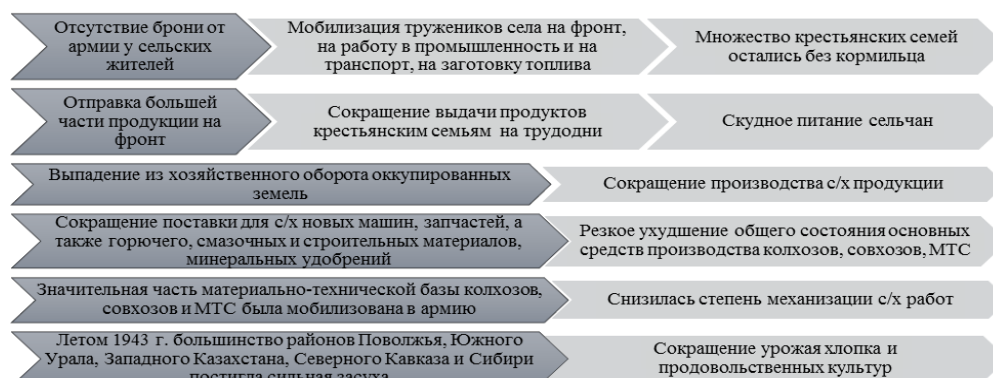 Отсутствие брони от
армии у сельских
жителей
Мобилизация тружеников села на фронт,
на работу в промышленность и на
транспорт, на заготовку топлива
Множество крестьянских семей
остались без кормильца
Отправка большей
части продукции на
фронт
Сокращение выдачи продуктов
крестьянским семьям на трудодни
Скудное питание сельчан
Выпадение из хозяйственного оборота оккупированных
земель
Сокращение производства с/х продукции
Сокращение поставки для с/х новых машин, запчастей, а
также горючего, смазочных и строительных материалов,
минеральных удобрений
Резкое ухудшение общего состояния основных
средств производства колхозов, совхозов, МТС
Значительная часть материально-технической базы колхозов,
совхозов и МТС была мобилизована в армию
Снизилась степень механизации с/х работ
Летом 1943 г. большинство районов Поволжья, Южного
Урала, Западного Казахстана, Северного Кавказа и Сибири
постигла сильная засуха
Сокращение урожая хлопка и
продовольственных культур